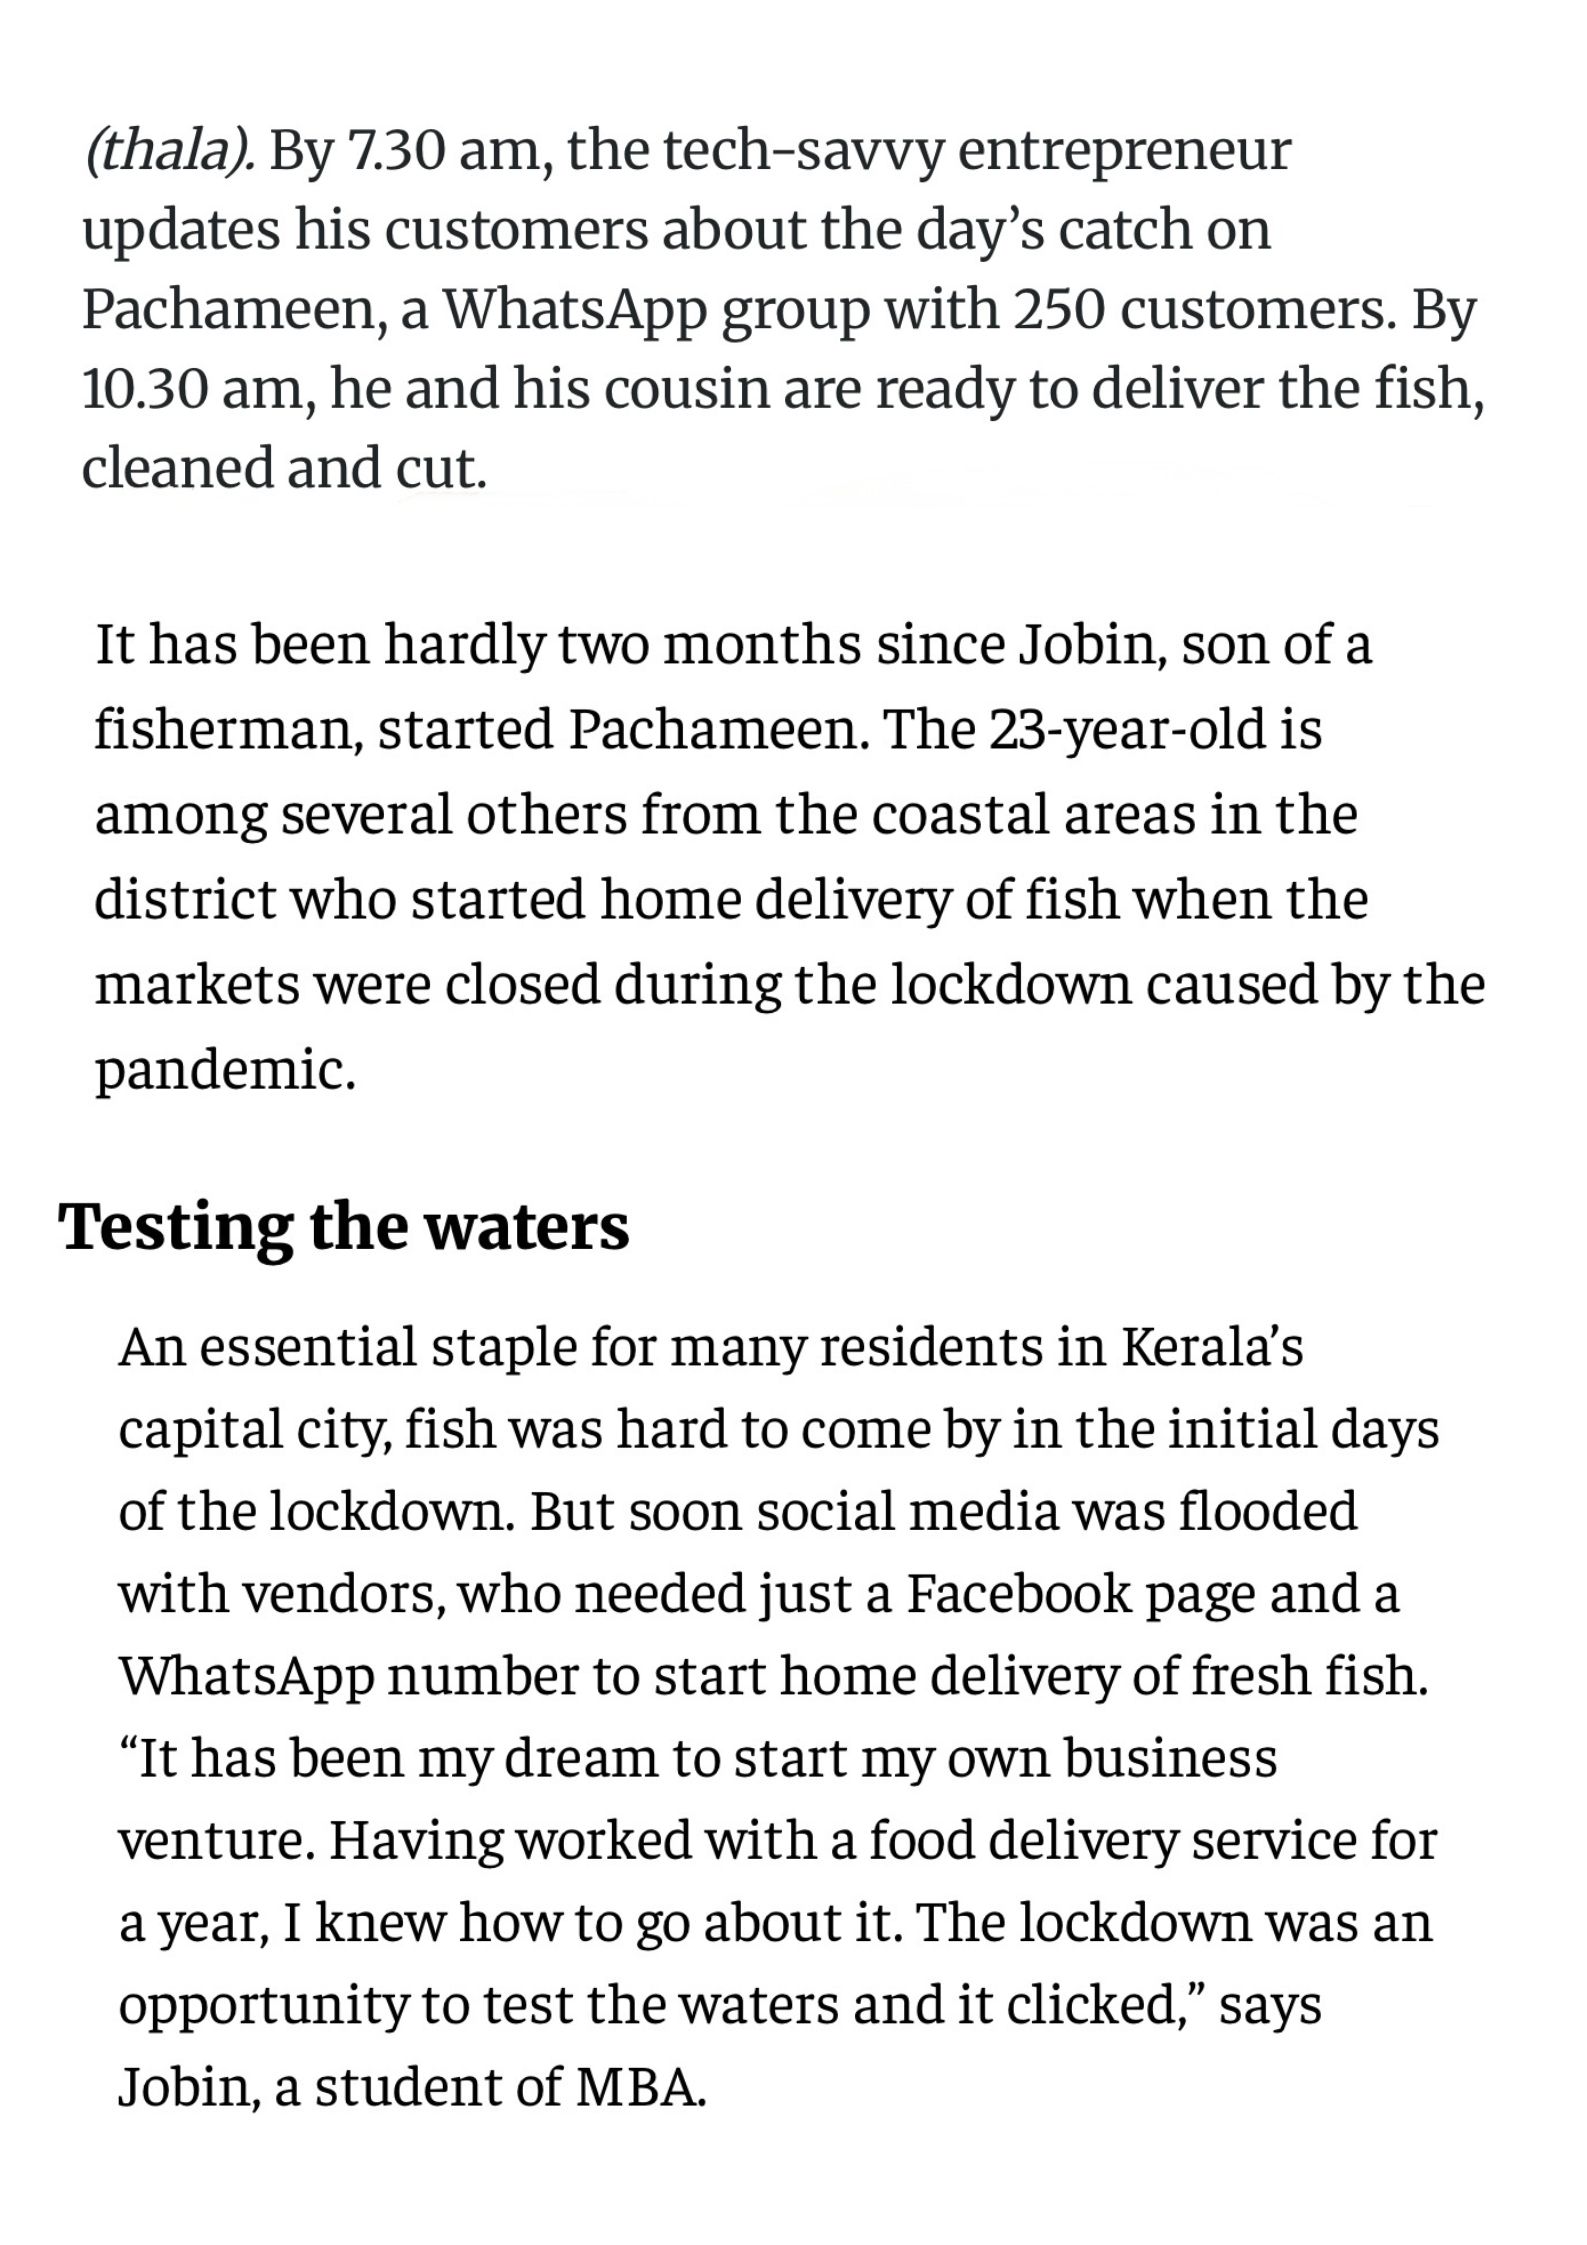 (thala). By 7.30 am, the tech-savvy entrepreneur
updates his customers about the day’s catch on
Pachameen, a WhatsApp group with 250 customers. By
10.30 am, he and his cousin are ready to deliver the fish,
cleaned and cut.
It has been hardly two months since Jobin, son of a
fisherman, started Pachameen. The 23-year-old is
among several others from the coastal areas in the
district who started home delivery of fish when the
markets were closed during the lockdown caused by the
pandemic.
Testing the waters
An essential staple for many residents in Kerala’s
capital city, fish was hard to come by in the initial days
of the lockdown. But soon social media was flooded
with vendors, who needed just a Facebook page and a
WhatsApp number to start home delivery of fresh fish.
“It has been my dream to start my own business
venture. Having worked with a food delivery service for
a year, I knew how to go about it. The lockdown was an
opportunity to test the waters and it clicked,” says
Jobin, a student of MBA.